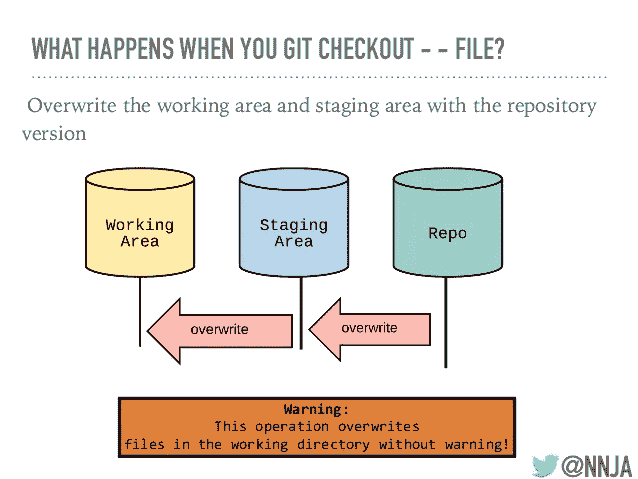 WHAT HAPPENS WHEN YOU GIT CHECKOUT - - FILE?
Overwrite the working area and staging area with the repository
version
Working
Area
Staging
Area
Repo
overwrite
overwrite
Warning:
This operation overwrites
files in the working directory without warning!
@NNJA